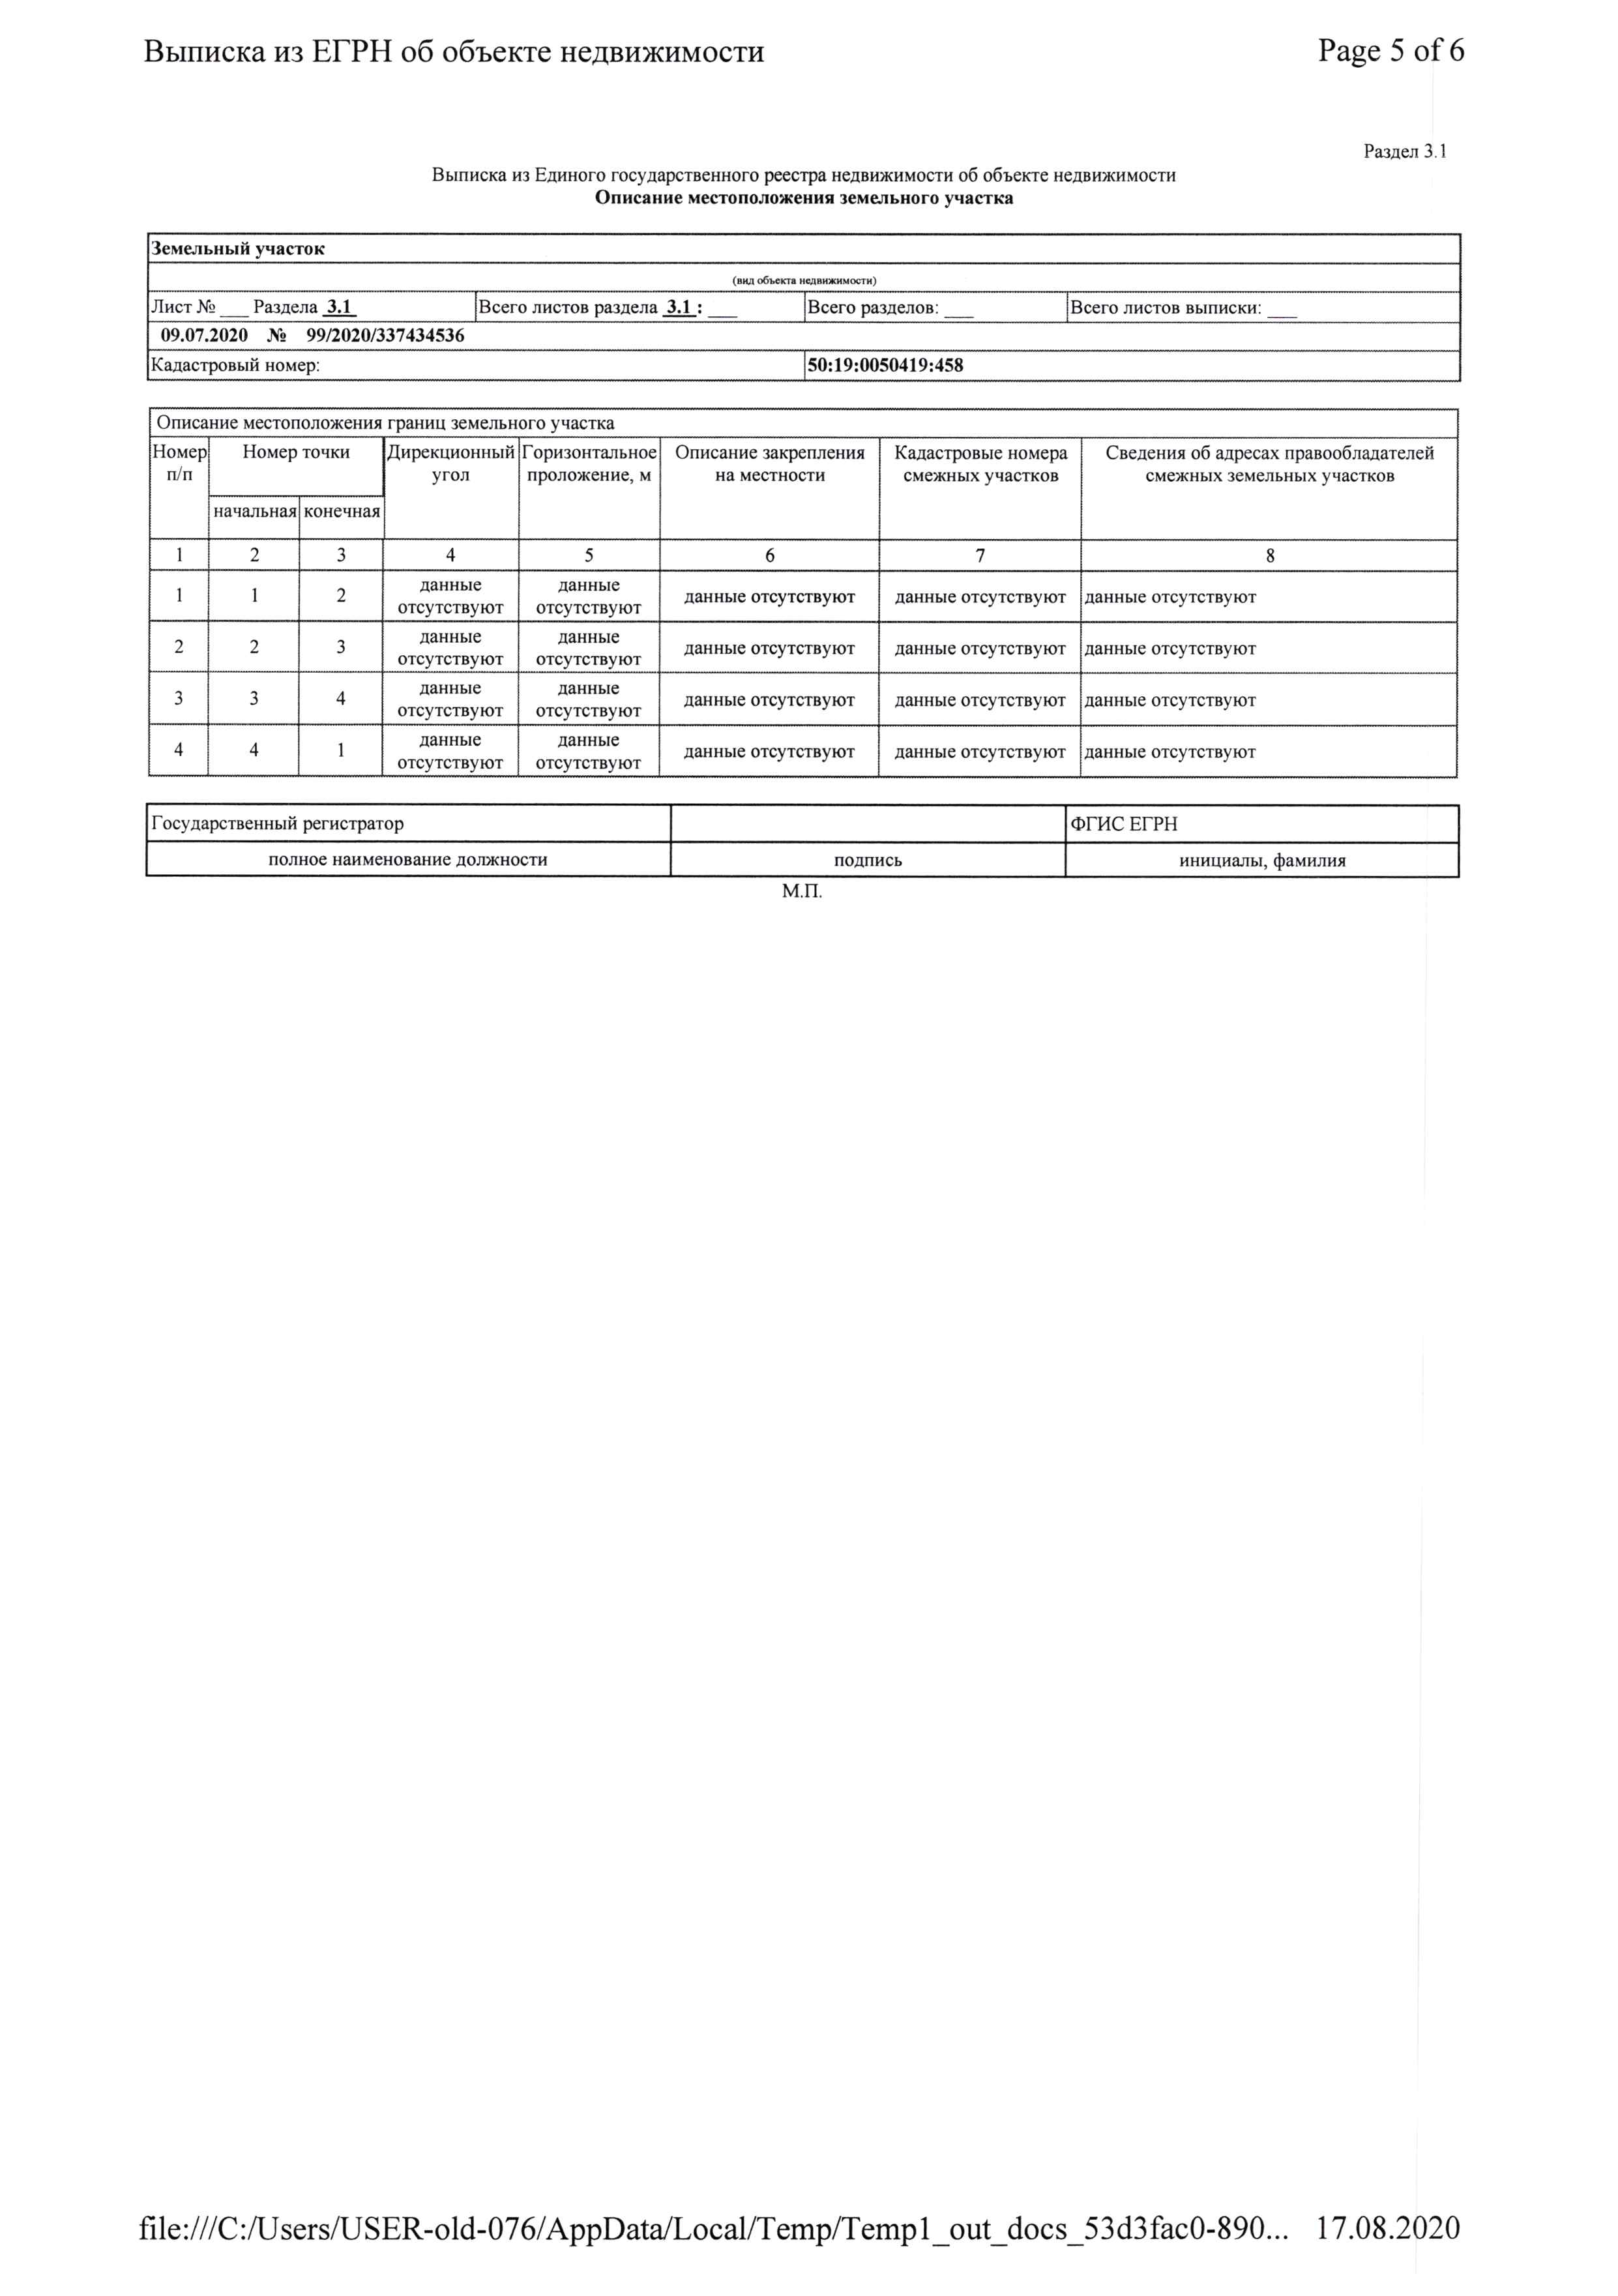 Выписка из ЕГРН об объекте недвижимости Page 5 of 6
Раздел 3.1
Выписка из Единого государственного реестра недвижимости об объекте недвижимости
Описание местоположения земельного участка
Земельный участок
(вид объекта недвижимости)
Лист № ___ Раздела 3.1 Всего листов раздела 3.1 : ___ Всего разделов: ___ Всего листов выписки: ___
09.07.2020 № 99/2020/337434536
Кадастровый номер: 50:19:0050419:458
Описание местоположения границ земельного участка
Номер п/п Номер точки Дирекционный угол Горизонтальное проложение, м Описание закрепления на местности Кадастровые номера смежных участков Сведения об адресах правообладателей смежных земельных участков
начальная конечная
1 2 3 4 5 6 7 8
1 1 2 данные отсутствуют данные отсутствуют данные отсутствуют данные отсутствуют данные отсутствуют
2 2 3 данные отсутствуют данные отсутствуют данные отсутствуют данные отсутствуют данные отсутствуют
3 3 4 данные отсутствуют данные отсутствуют данные отсутствуют данные отсутствуют данные отсутствуют
4 4 1 данные отсутствуют данные отсутствуют данные отсутствуют данные отсутствуют данные отсутствуют
Государственный регистратор ФГИС ЕГРН
полное наименование должности подпись инициалы, фамилия
М.П.
file:///C:/Users/USER-old-076/AppData/Local/Temp/Temp1_out_docs_53d3fac0-890... 17.08.2020